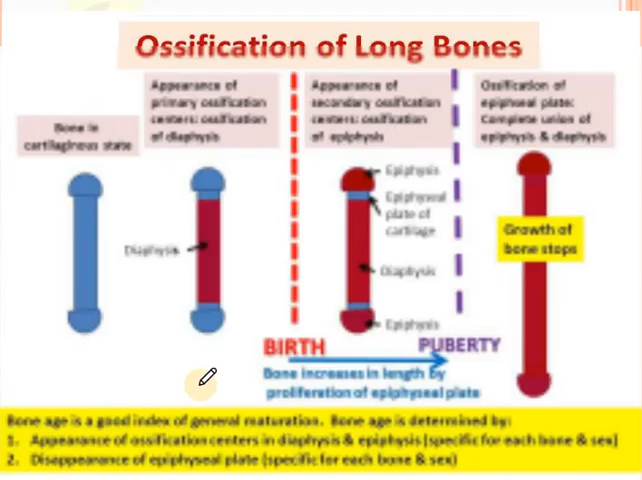 Ossification of Long Bones
Bone in
cartilaginous state
Appearance of
primary ossification
centers: ossification
of diaphysis
Appearance of
secondary ossification
centers: ossification
of epiphysis
Ossification of
epiphyseal plate:
Complete union of
epiphysis & diaphysis
Diaphysis
Epiphysis
Epiphyseal
plate of
cartilage
Diaphysis
Epiphysis
Growth of
bone stops
BIRTH
PUBERTY
Bone increases in length by
proliferation of epiphyseal plate
Bone age is a good index of general maturation. Bone age is determined by:
1. Appearance of ossification centers in diaphysis & epiphysis (specific for each bone & sex)
2. Disappearance of epiphyseal plate (specific for each bone & sex)